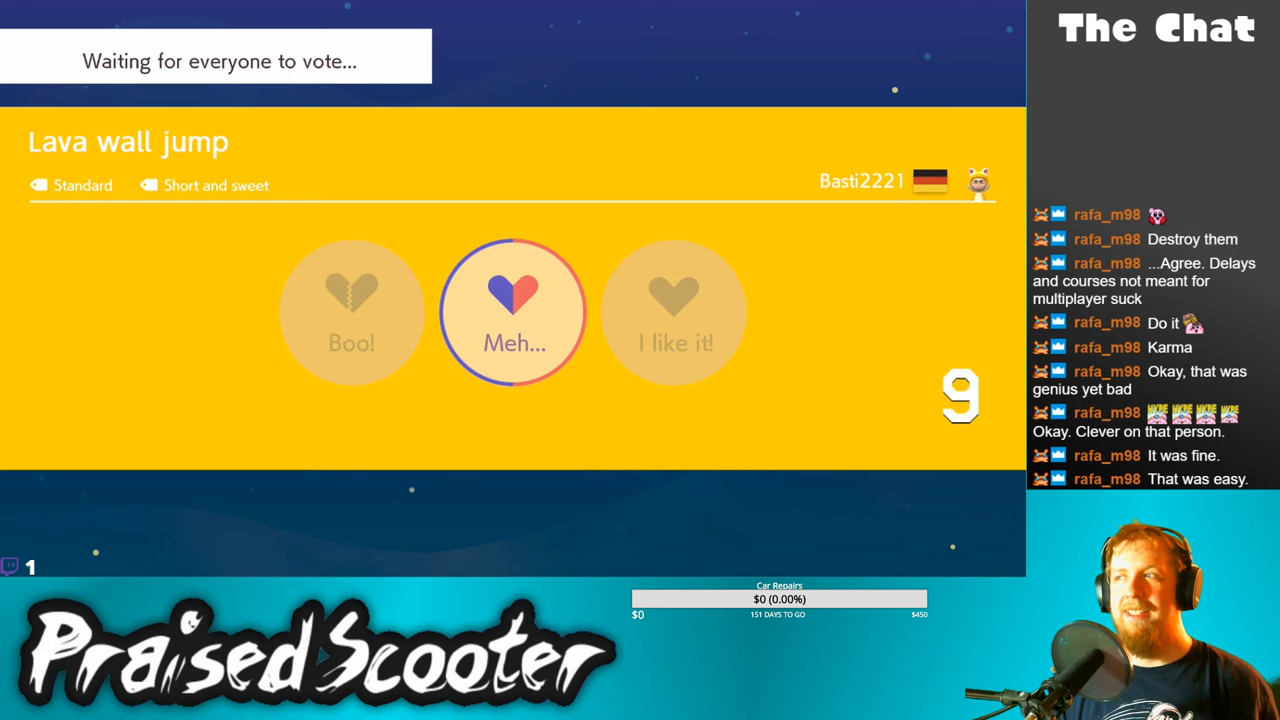 Waiting for everyone to vote...
Lava wall jump
Standard
Short and sweet
Basti2221
Boo!
Meh...
I like it!
9
1
PraisedScooter
Car Repairs
$0 (0.00%)
$0
151 DAYS TO GO
$450
The Chat
rafa_m98
rafa_m98 Destroy them
rafa_m98 ...Agree. Delays
and courses not meant for
multiplayer suck
rafa_m98 Do it
rafa_m98 Karma
rafa_m98 Okay, that was
genius yet bad
rafa_m98
Okay. Clever on that person.
rafa_m98 It was fine.
rafa_m98 That was easy.